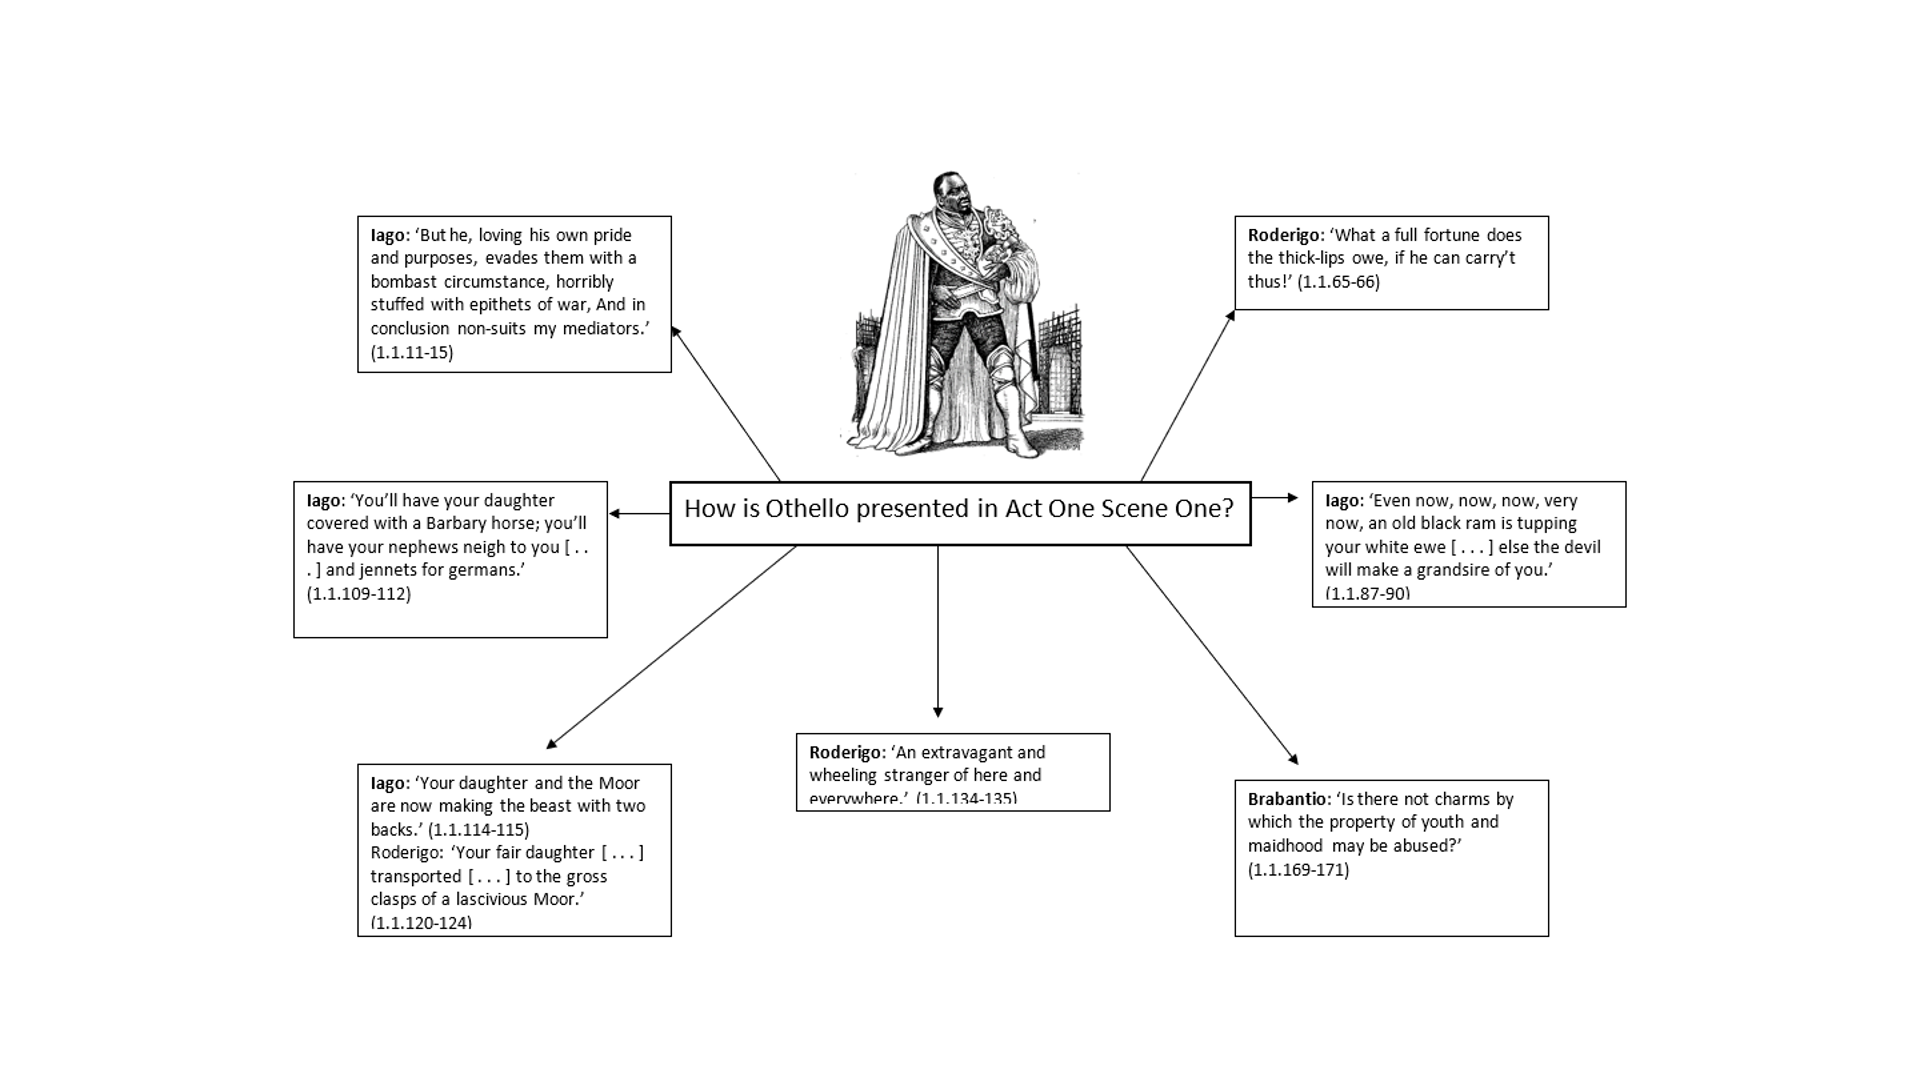 Iago: ‘But he, loving his own pride
and purposes, evades them with a
bombast circumstance, horribly
stuffed with epithets of war, And in
conclusion non-suits my mediators.’
(1.1.11-15)
Roderigo: ‘What a full fortune does
the thick-lips owe, if he can carry’t
thus!’ (1.1.65-66)
Iago: ‘You’ll have your daughter
covered with a Barbary horse; you’ll
have your nephews neigh to you [ . .
. ] and jennets for germans.’
(1.1.109-112)
How is Othello presented in Act One Scene One?
Iago: ‘Even now, now, now, very
now, an old black ram is tupping
your white ewe [ . . . ] else the devil
will make a grandsire of you.’
(1.1.87-90)
Iago: ‘Your daughter and the Moor
are now making the beast with two
backs.’ (1.1.114-115)
Roderigo: ‘Your fair daughter [ . . . ]
transported [ . . . ] to the gross
clasps of a lascivious Moor.’
(1.1.120-124)
Roderigo: ‘An extravagant and
wheeling stranger of here and
everywhere.’ (1.1.134-135)
Brabantio: ‘Is there not charms by
which the property of youth and
maidhood may be abused?’
(1.1.169-171)